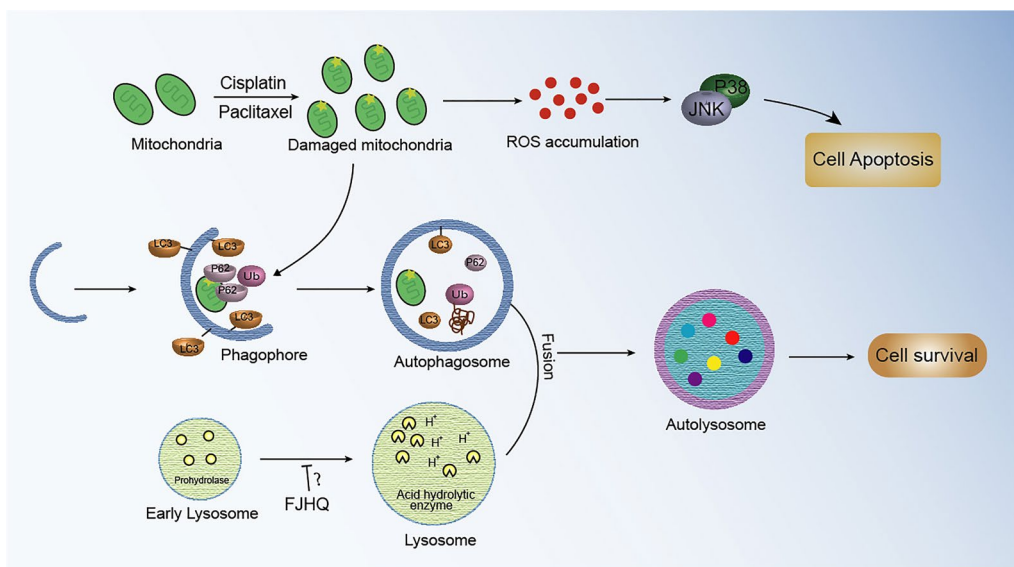 Cisplatin
Paclitaxel
Mitochondria
Damaged mitochondria
ROS accumulation
P38
JNK
Cell Apoptosis
LC3
LC3
P62
Ub
P62
LC3
LC3
Phagophore
LC3
P62
Ub
LC3
Autophagosome
Fusion
Autolysosome
Cell survival
Prohydrolase
Early Lysosome
?
FJHQ
H+
H+
H+
H+
Acid hydrolytic
enzyme
Lysosome